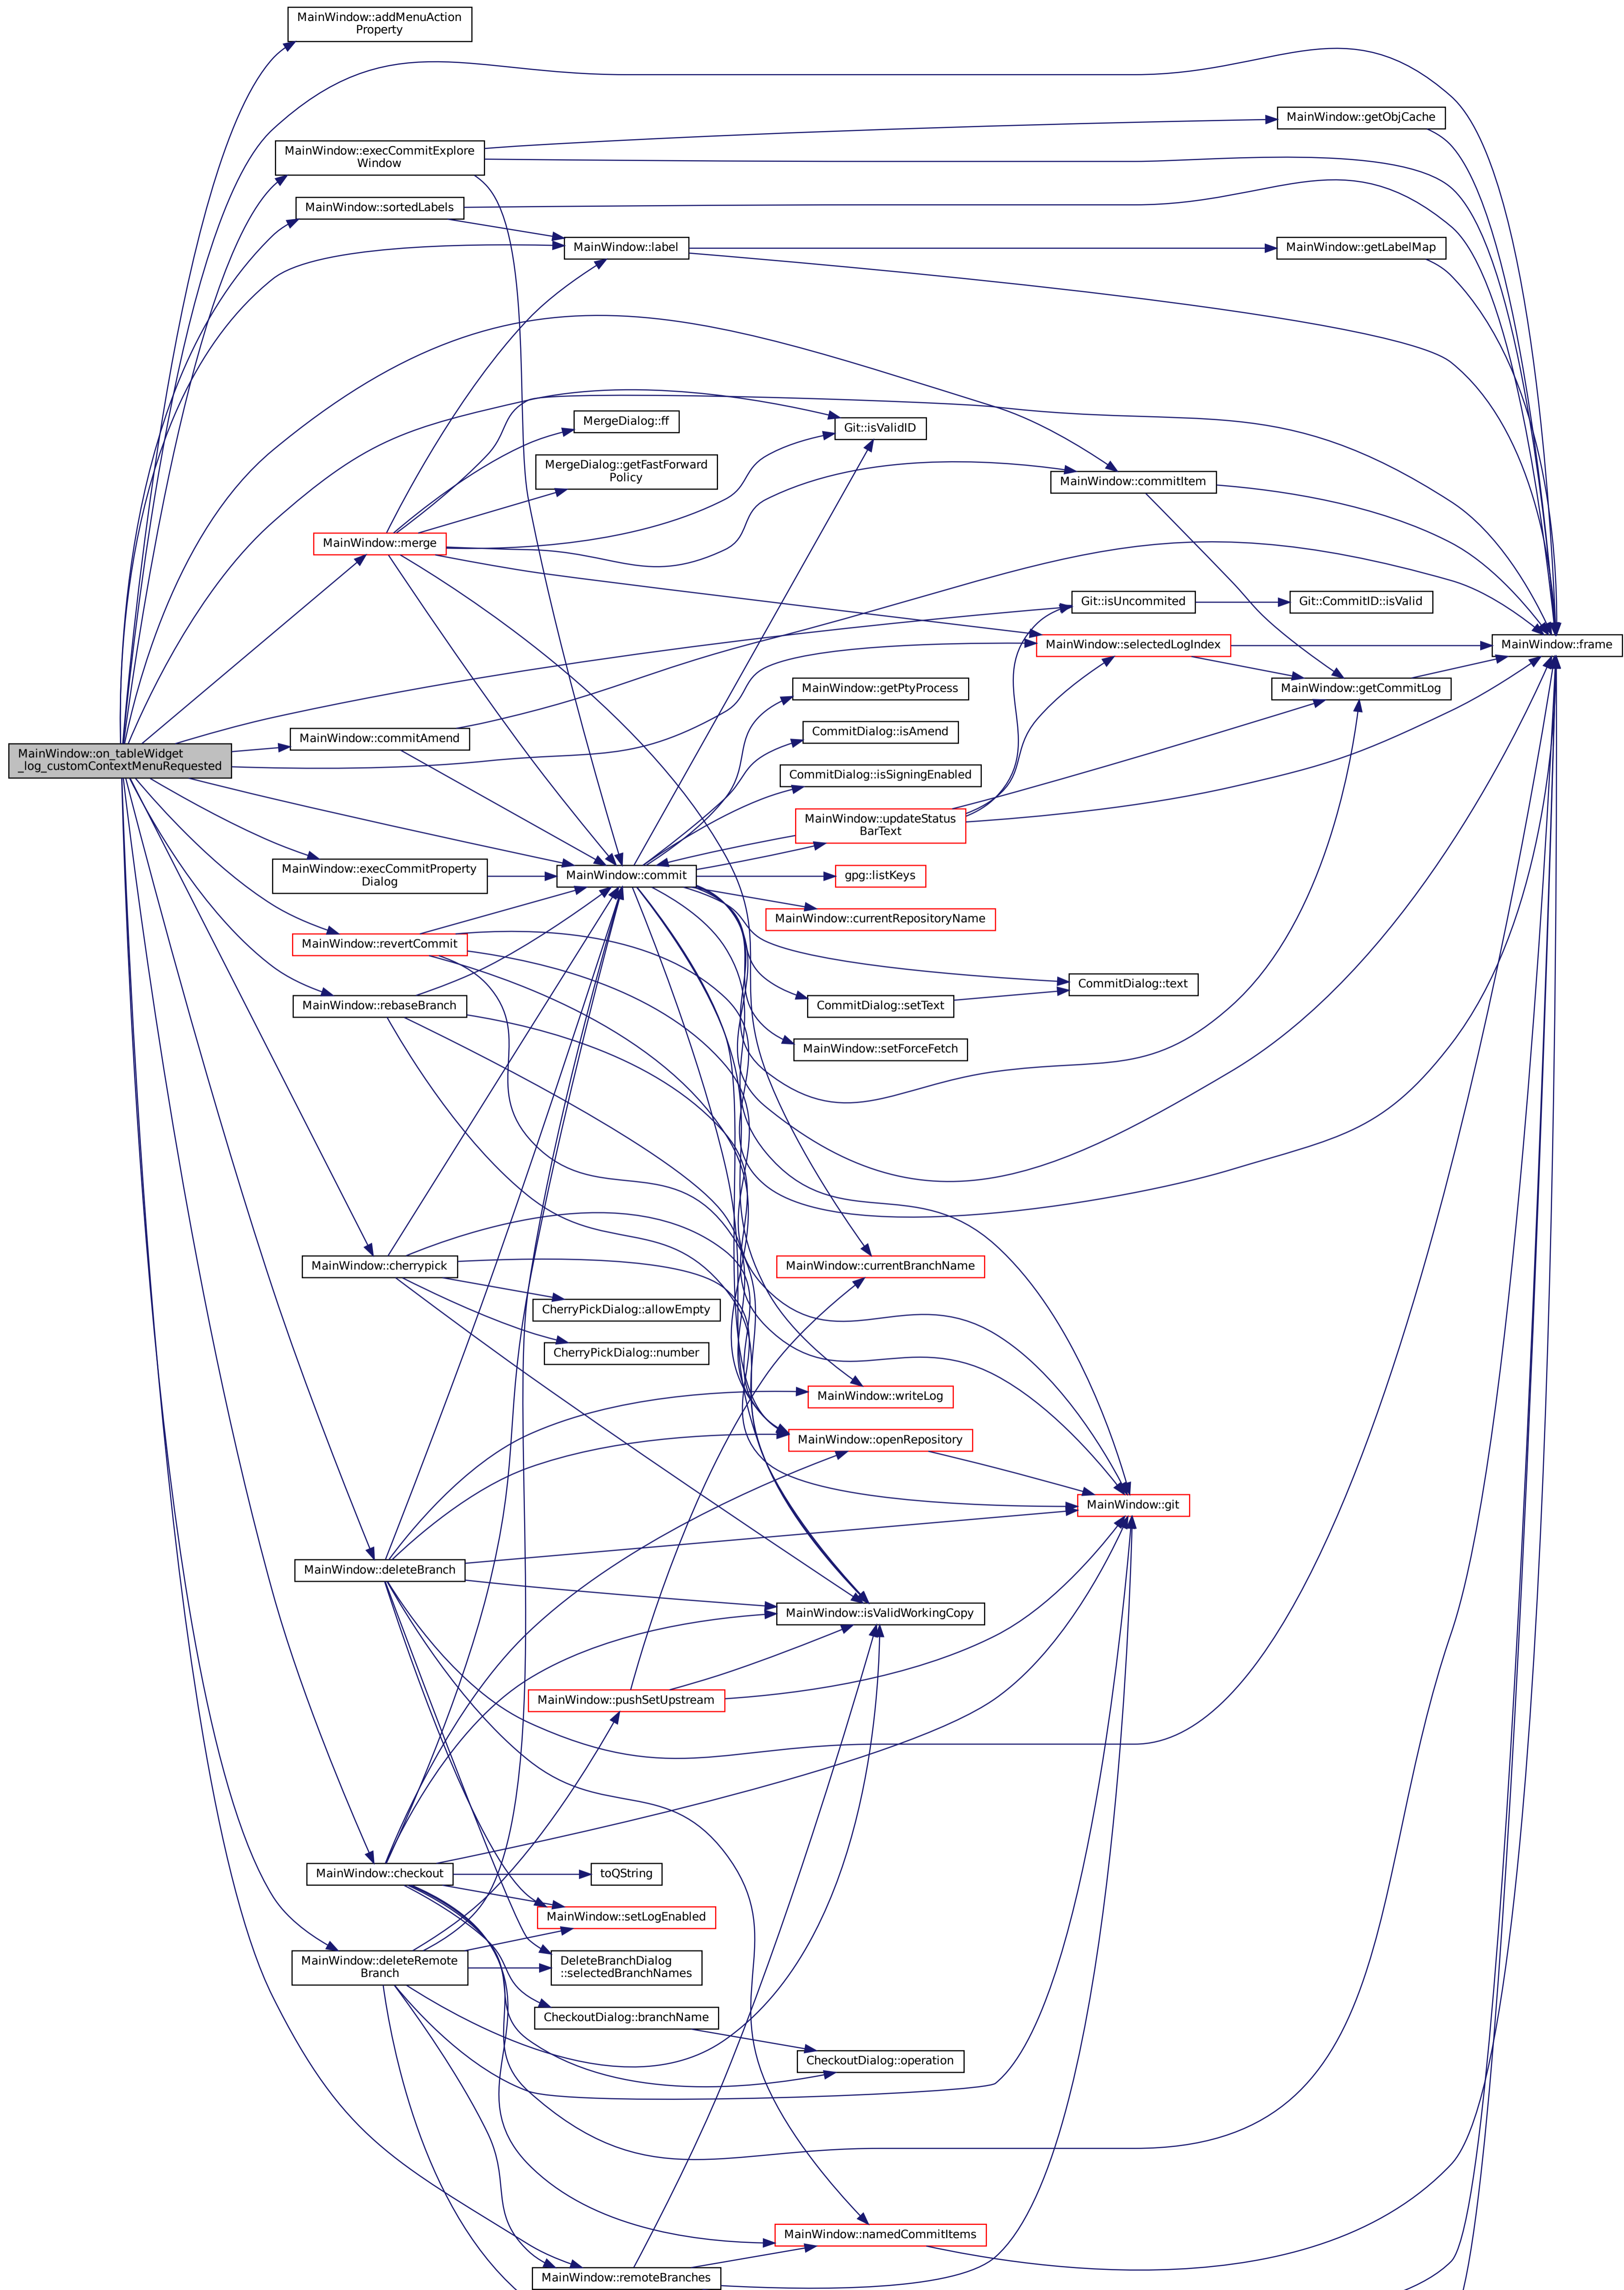 MainWindow::addMenuAction
Property
MainWindow::getObjCache
MainWindow::execCommitExplore
Window
MainWindow::sortedLabels
MainWindow::label
MainWindow::getLabelMap
MergeDialog::ff
Git::isValidID
MergeDialog::getFastForward
Policy
MainWindow::commitItem
MainWindow::merge
Git::isUncommited
Git::CommitID::isValid
MainWindow::selectedLogIndex
MainWindow::frame
MainWindow::getPtyProcess
MainWindow::getCommitLog
CommitDialog::isAmend
MainWindow::commitAmend
MainWindow::on_tableWidget
_log_customContextMenuRequested
CommitDialog::isSigningEnabled
MainWindow::updateStatus
BarText
MainWindow::execCommitProperty
Dialog
MainWindow::commit
gpg::listKeys
MainWindow::currentRepositoryName
MainWindow::revertCommit
CommitDialog::text
MainWindow::rebaseBranch
CommitDialog::setText
MainWindow::setForceFetch
MainWindow::cherrypick
MainWindow::currentBranchName
CherryPickDialog::allowEmpty
CherryPickDialog::number
MainWindow::writeLog
MainWindow::openRepository
MainWindow::git
MainWindow::deleteBranch
MainWindow::isValidWorkingCopy
MainWindow::pushSetUpstream
MainWindow::checkout
toQString
MainWindow::setLogEnabled
MainWindow::deleteRemote
Branch
DeleteBranchDialog
::selectedBranchNames
CheckoutDialog::branchName
CheckoutDialog::operation
MainWindow::namedCommitItems
MainWindow::remoteBranches